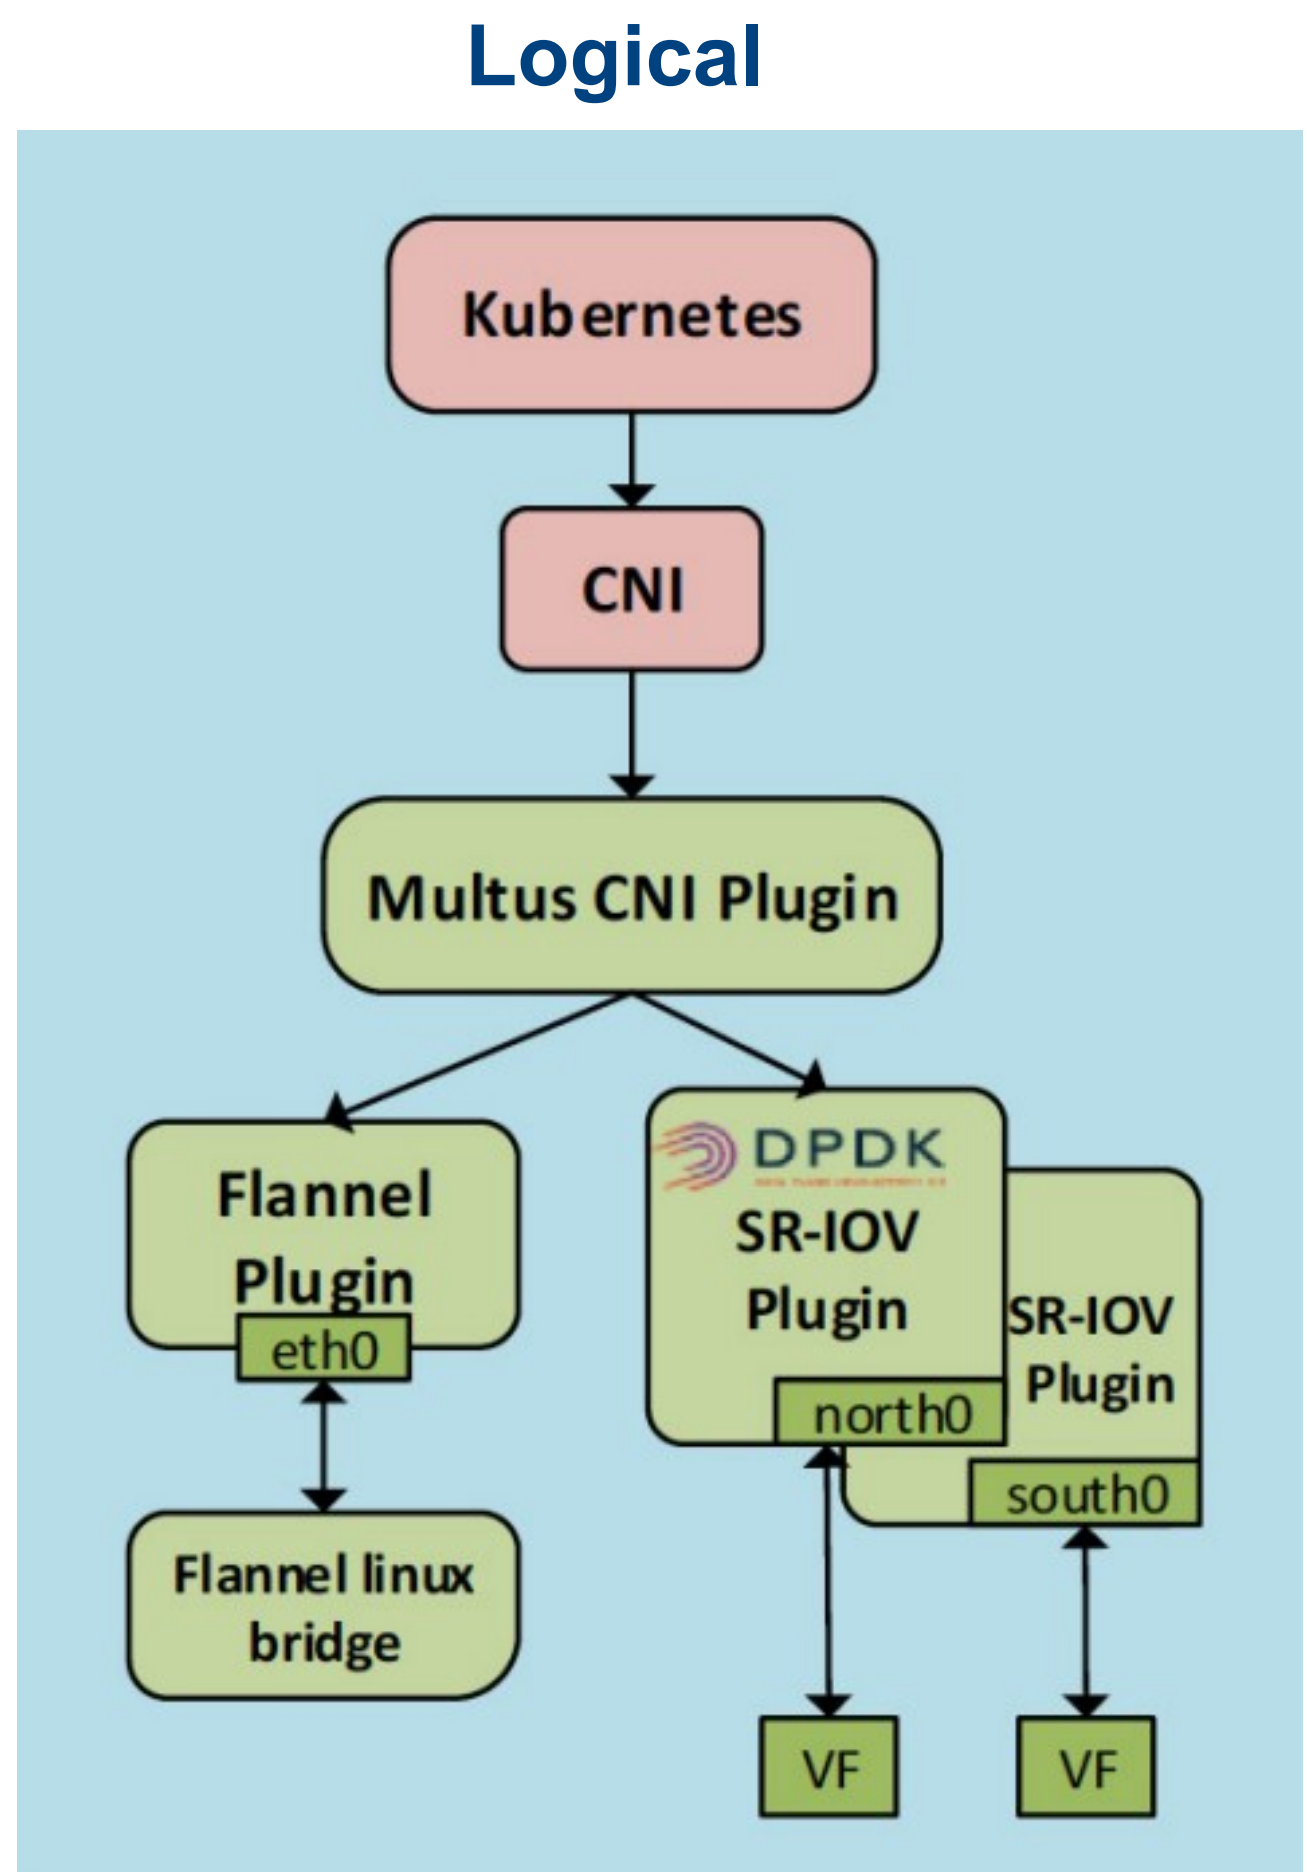 Logical
Kubernetes
CNI
Multus CNI Plugin
Flannel
Plugin
eth0
Flannel linux
bridge
DPDK
SR-IOV
Plugin
north0
SR-IOV
Plugin
south0
VF
VF